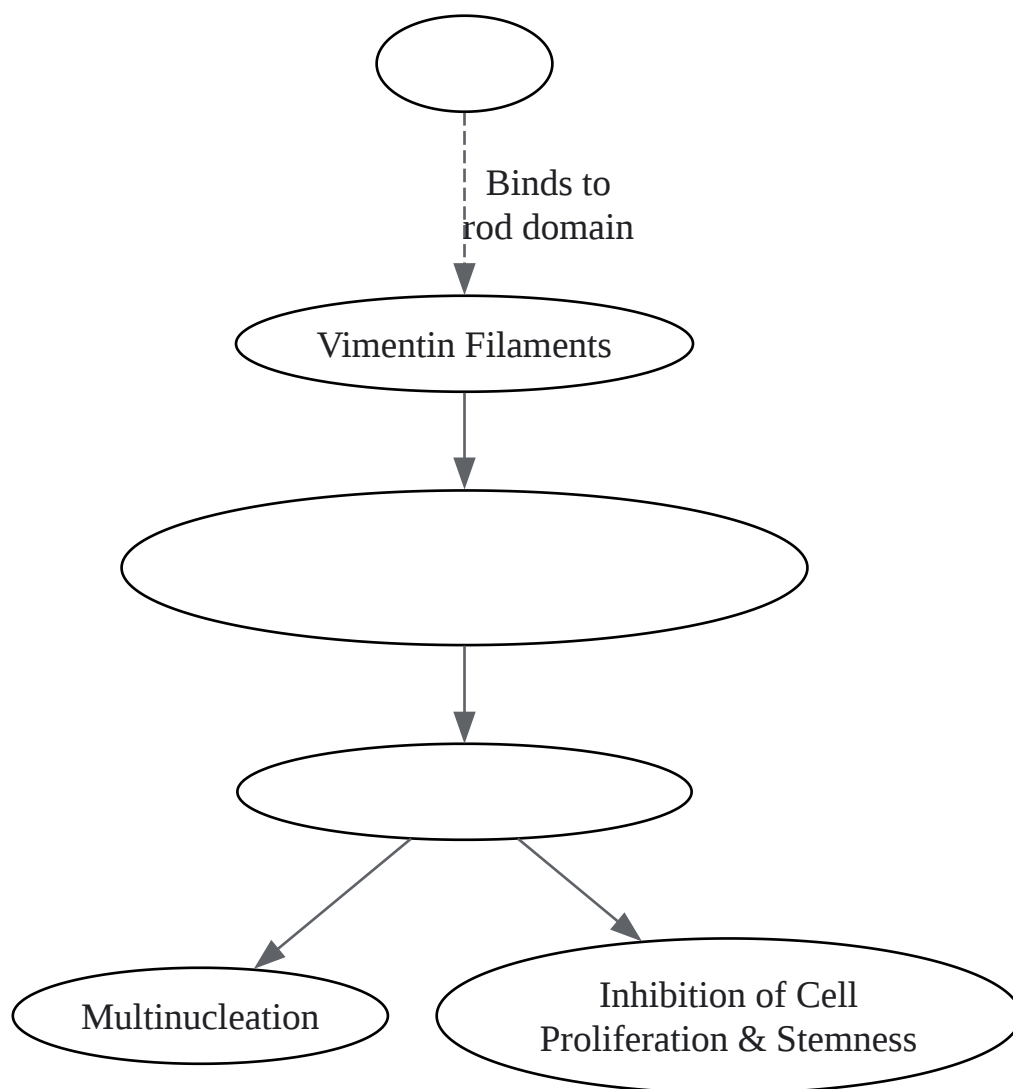 Binds to
rod domain
Vimentin Filaments
Multinucleation
Inhibition of Cell
Proliferation & Stemness